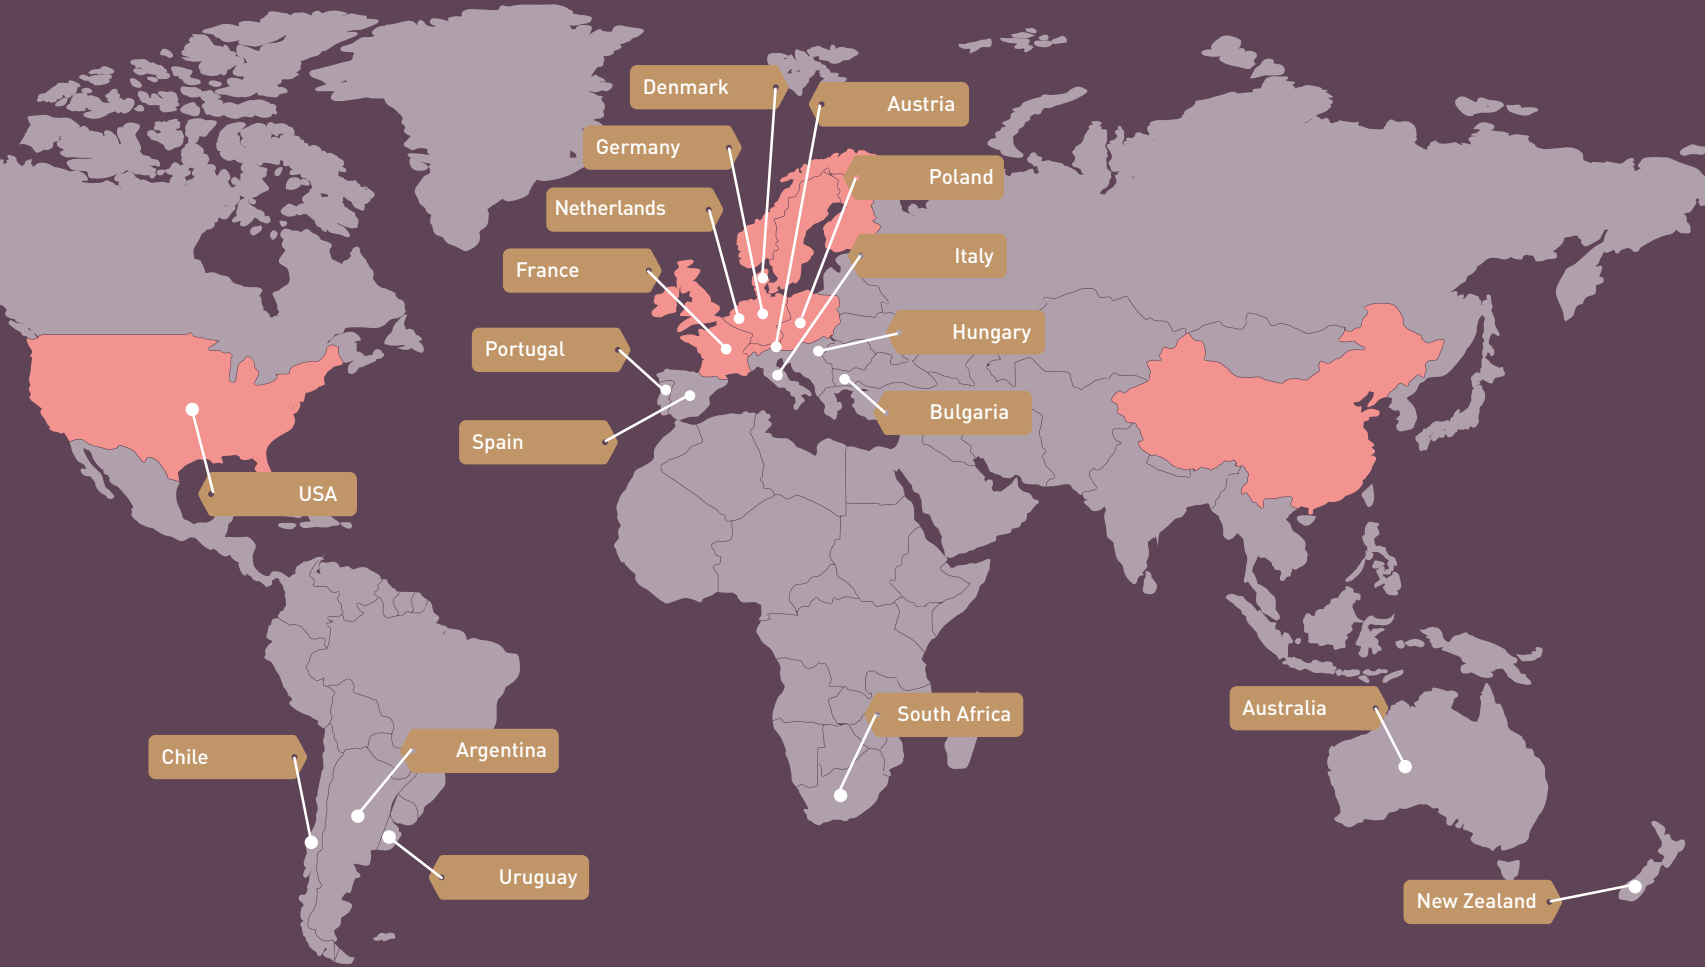 Denmark
Austria
Germany
Poland
Netherlands
Italy
France
Hungary
Portugal
Bulgaria
Spain
USA
South Africa
Australia
Argentina
Chile
Uruguay
New Zealand